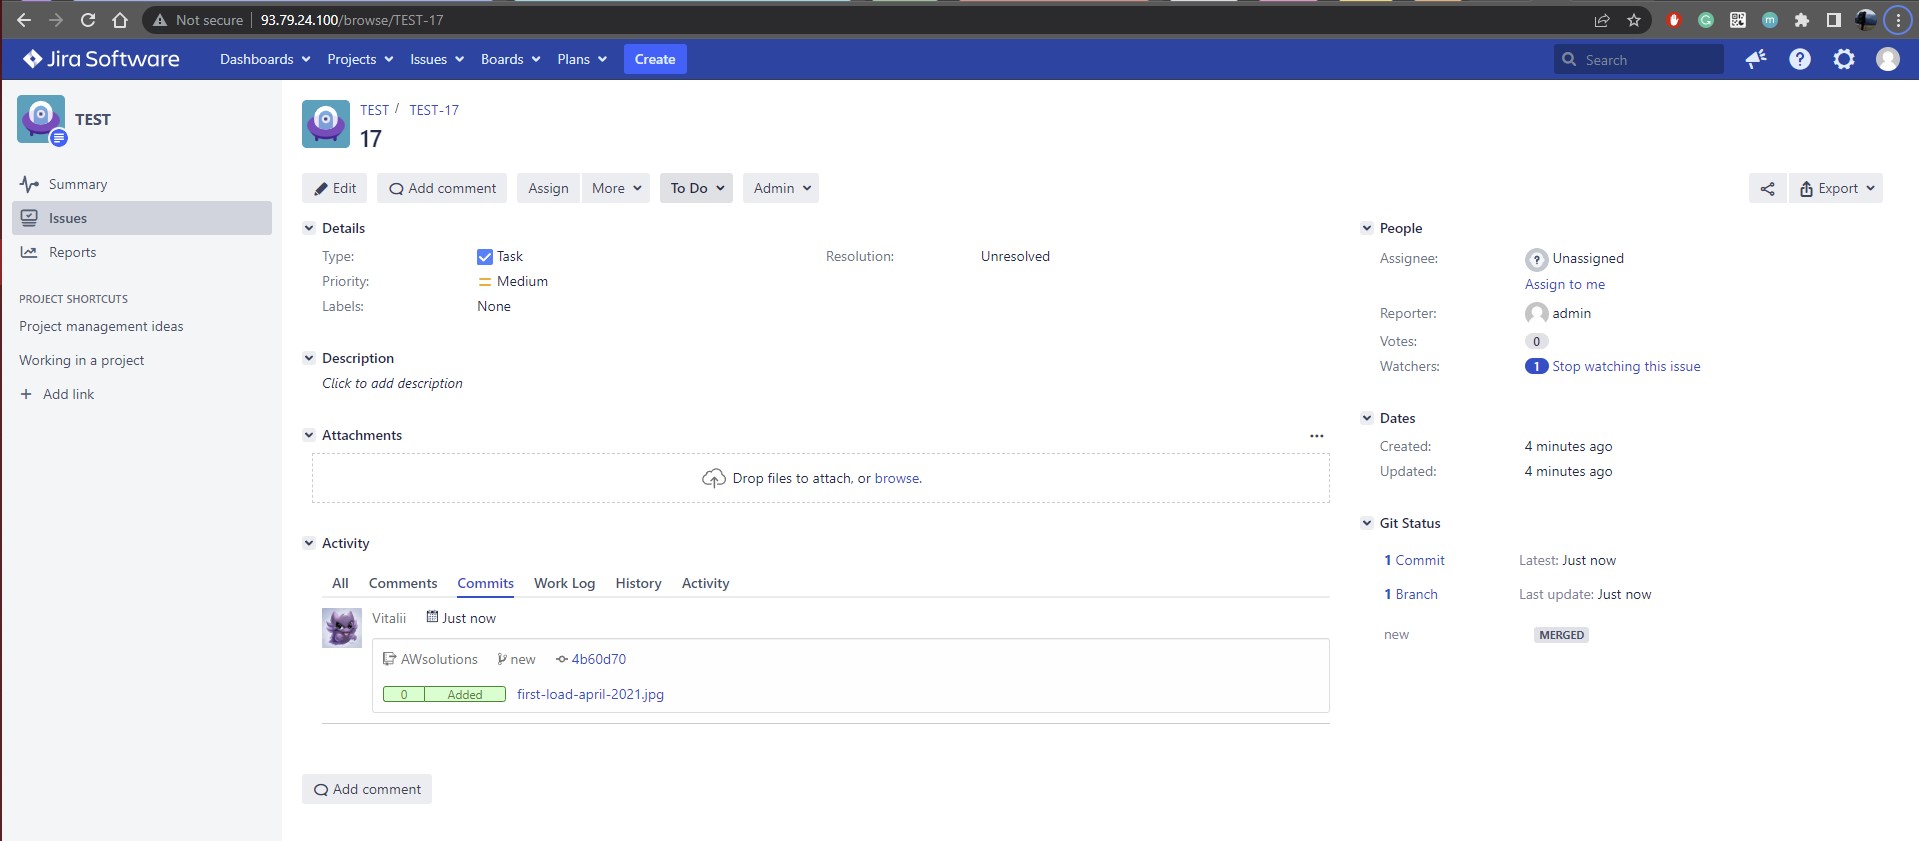 Not secure 93.79.24.100/browse/TEST-17
Jira Software Dashboards Projects Issues Boards Plans Create Search
TEST
Summary
Issues
Reports
PROJECT SHORTCUTS
Project management ideas
Working in a project
+ Add link
TEST / TEST-17
17
Edit Add comment Assign More To Do Admin Export
Details
Type: Task Resolution: Unresolved
Priority: Medium
Labels: None
Description
Click to add description
Attachments
Drop files to attach, or browse.
Activity
All Comments Commits Work Log History Activity
Vitalii Just now
AWsolutions new 4b60d70
0 Added first-load-april-2021.jpg
Add comment
People
Assignee: Unassigned
Assign to me
Reporter: admin
Votes: 0
Watchers: 1 Stop watching this issue
Dates
Created: 4 minutes ago
Updated: 4 minutes ago
Git Status
1 Commit Latest: Just now
1 Branch Last update: Just now
new MERGED